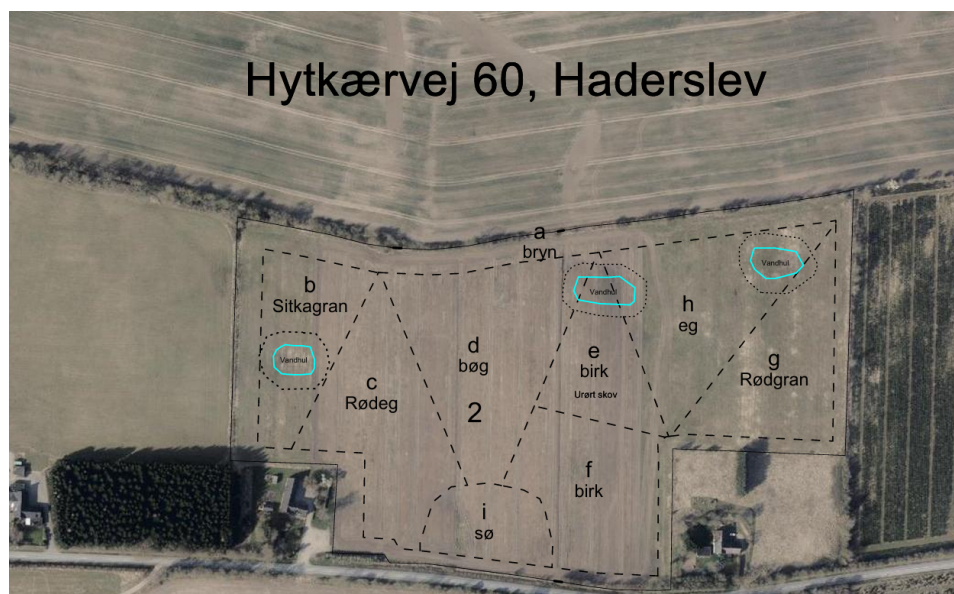 Hytkærvej 60, Haderslev
a
bryn
b
Sitkagran
Vandhul
c
Rødeg
d
bøg
2
Vandhul
e
birk
Urørt skov
f
birk
Vandhul
h
eg
g
Rødgran
i
sø